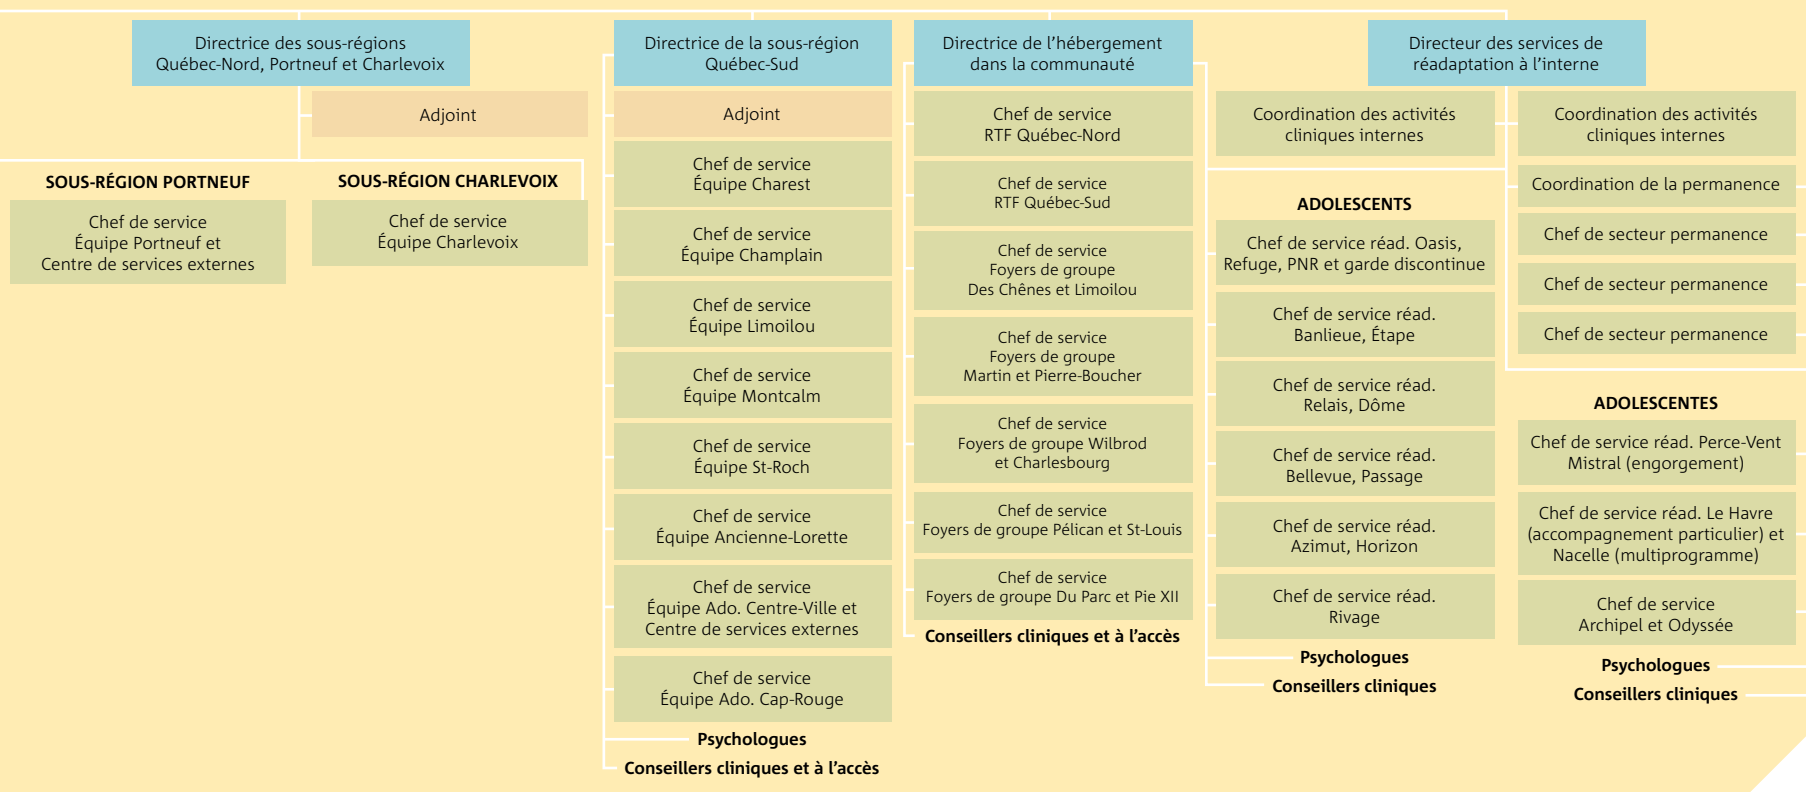 Directrice des sous-régions
Québec-Nord, Portneuf et Charlevoix
Adjoint
SOUS-RÉGION PORTNEUF
Chef de service
Équipe Portneuf et
Centre de services externes
SOUS-RÉGION CHARLEVOIX
Chef de service
Équipe Charlevoix
Directrice de la sous-région
Québec-Sud
Adjoint
Chef de service
Équipe Charest
Chef de service
Équipe Champlain
Chef de service
Équipe Limoilou
Chef de service
Équipe Montcalm
Chef de service
Équipe St-Roch
Chef de service
Équipe Ancienne-Lorette
Chef de service
Équipe Ado. Centre-Ville et
Centre de services externes
Chef de service
Équipe Ado. Cap-Rouge
Psychologues
Conseillers cliniques et à l’accès
Directrice de l’hébergement
dans la communauté
Chef de service
RTF Québec-Nord
Chef de service
RTF Québec-Sud
Chef de service
Foyers de groupe
Des Chênes et Limoilou
Chef de service
Foyers de groupe
Martin et Pierre-Boucher
Chef de service
Foyers de groupe Wilbrod
et Charlesbourg
Chef de service
Foyers de groupe Pélican et St-Louis
Chef de service
Foyers de groupe Du Parc et Pie XII
Conseillers cliniques et à l’accès
Directeur des services de
réadaptation à l’interne
Coordination des activités
cliniques internes
ADOLESCENTS
Chef de service réad. Oasis,
Refuge, PNR et garde discontinue
Chef de service réad.
Banlieue, Étape
Chef de service réad.
Relais, Dôme
Chef de service réad.
Bellevue, Passage
Chef de service réad.
Azimut, Horizon
Chef de service réad.
Rivage
Psychologues
Conseillers cliniques
Coordination des activités
cliniques internes
Coordination de la permanence
Chef de secteur permanence
Chef de secteur permanence
Chef de secteur permanence
ADOLESCENTES
Chef de service réad. Perce-Vent
Mistral (engorgement)
Chef de service réad. Le Havre
(accompagnement particulier) et
Nacelle (multiprogramme)
Chef de service
Archipel et Odyssée
Psychologues
Conseillers cliniques